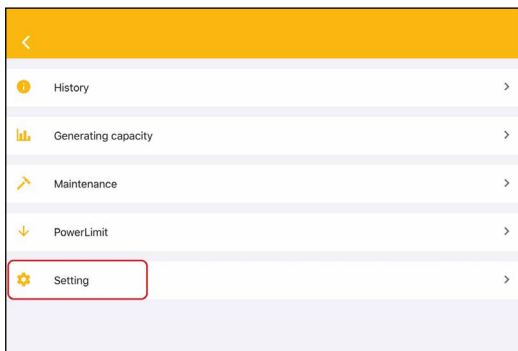 History
Generating capacity
Maintenance
PowerLimit
Setting